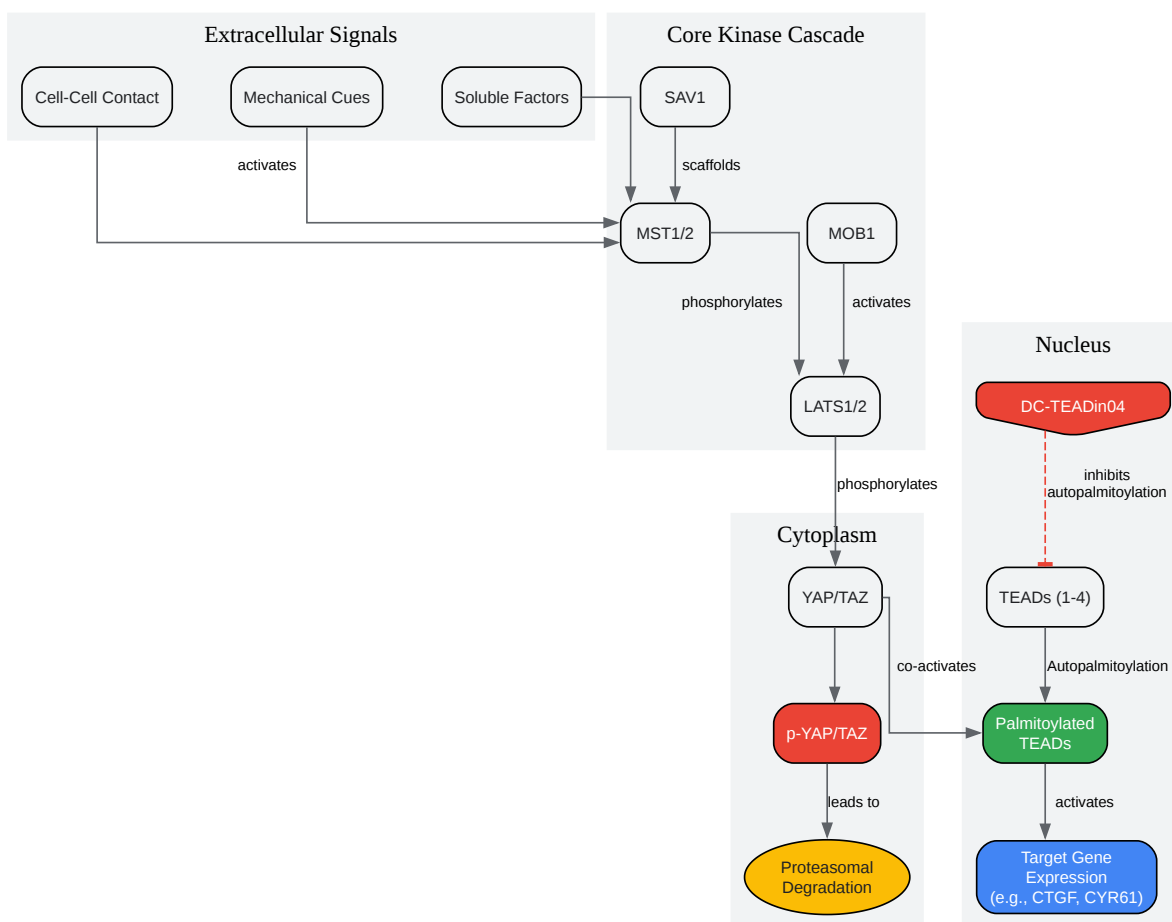 Extracellular Signals
Core Kinase Cascade
Cell-Cell Contact
Mechanical Cues
Soluble Factors
SAV1
activates
scaffolds
MST1/2
MOB1
phosphorylates
activates
Nucleus
DC-TEADin04
LATS1/2
inhibits
autopalmitoylation
phosphorylates
Cytoplasm
YAP/TAZ
TEADs (1-4)
co-activates
Autopalmitoylation
p-YAP/TAZ
Palmitoylated
TEADs
leads to
activates
Proteasomal
Degradation
Target Gene
Expression
(e.g., CTGF, CYR61)